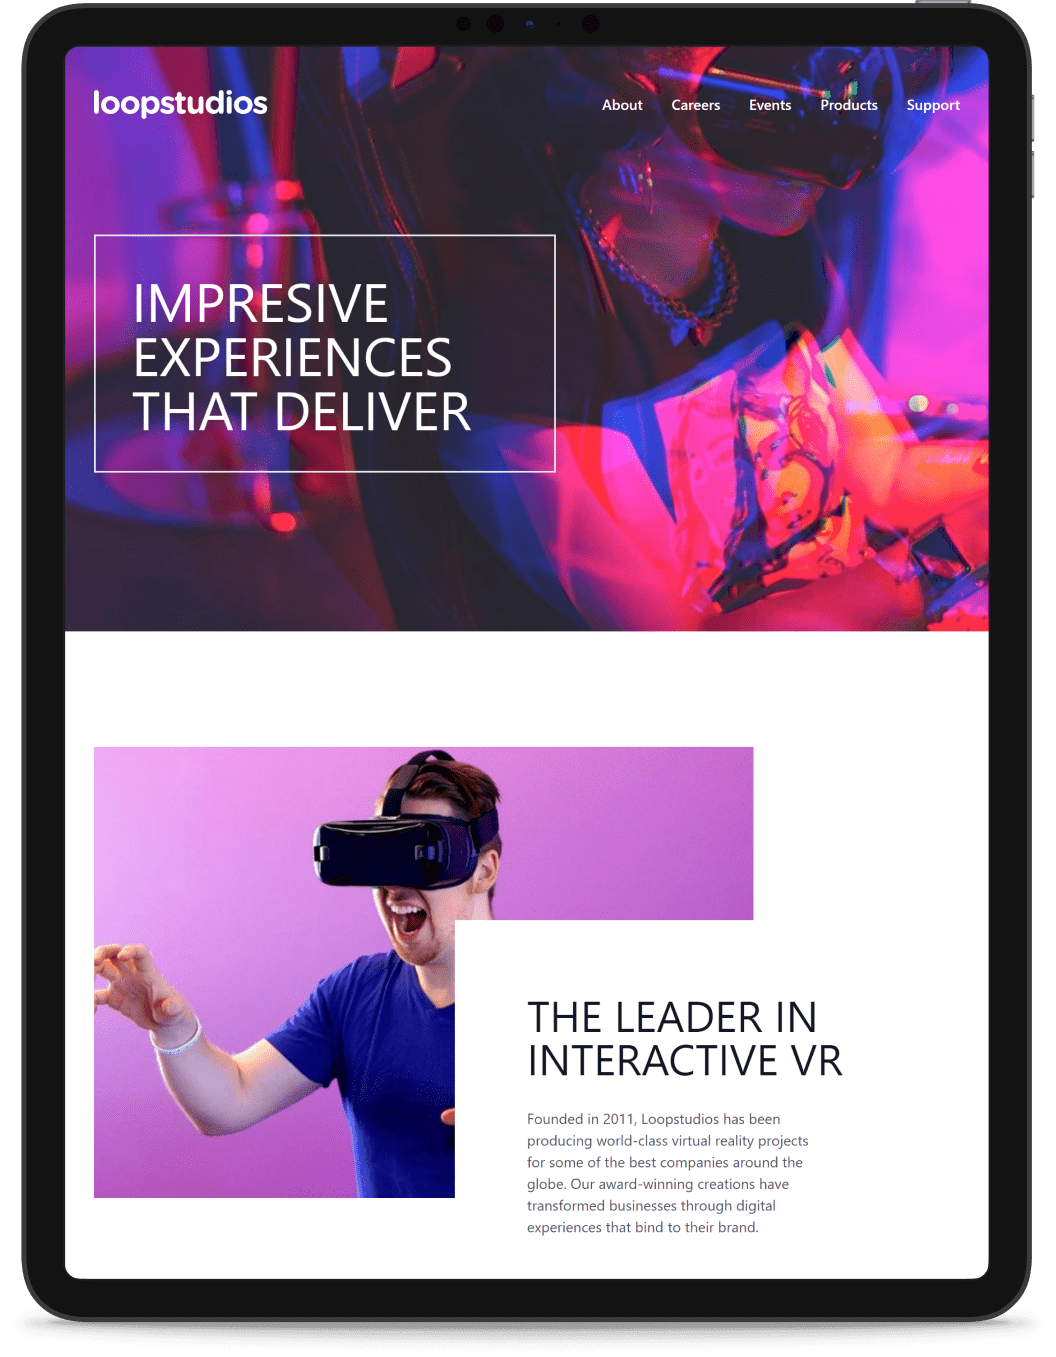 loopstudios
About Careers Events Products Support
IMPRESIVE
EXPERIENCES
THAT DELIVER
THE LEADER IN
INTERACTIVE VR
Founded in 2011, Loopstudios has been
producing world-class virtual reality projects
for some of the best companies around the
globe. Our award-winning creations have
transformed businesses through digital
experiences that bind to their brand.